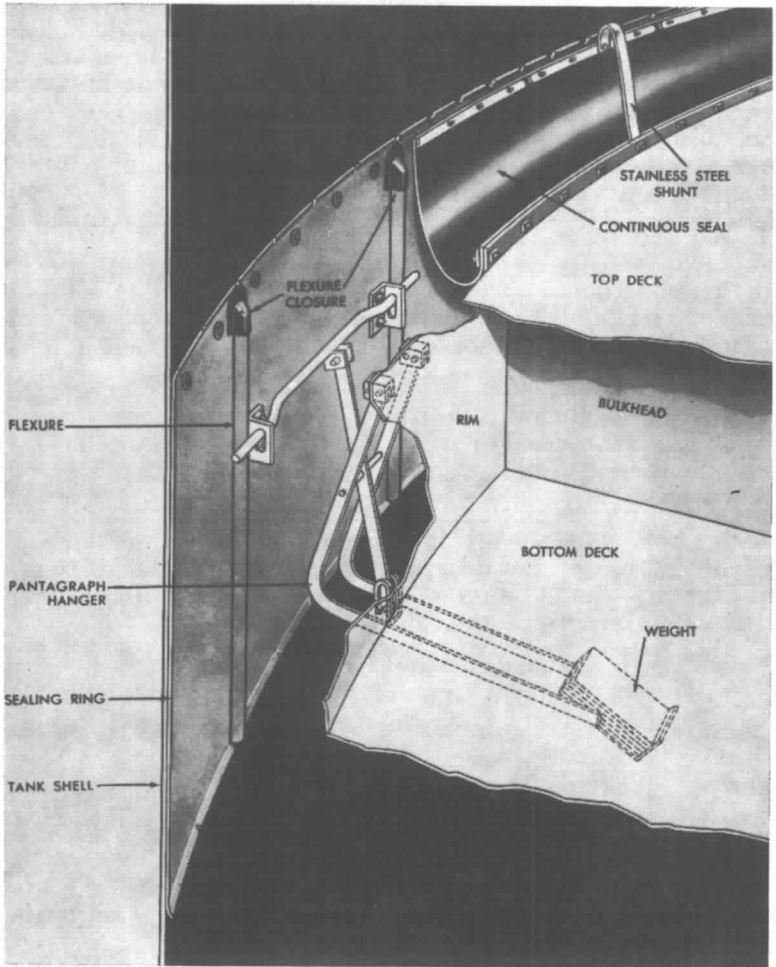 STAINLESS STEEL
SHUNT
CONTINUOUS SEAL
TOP DECK
FLEXURE
CLOSURE
BULKHEAD
FLEXURE
RIM
BOTTOM DECK
PANTAGRAPH
HANGER
WEIGHT
SEALING RING
TANK SHELL